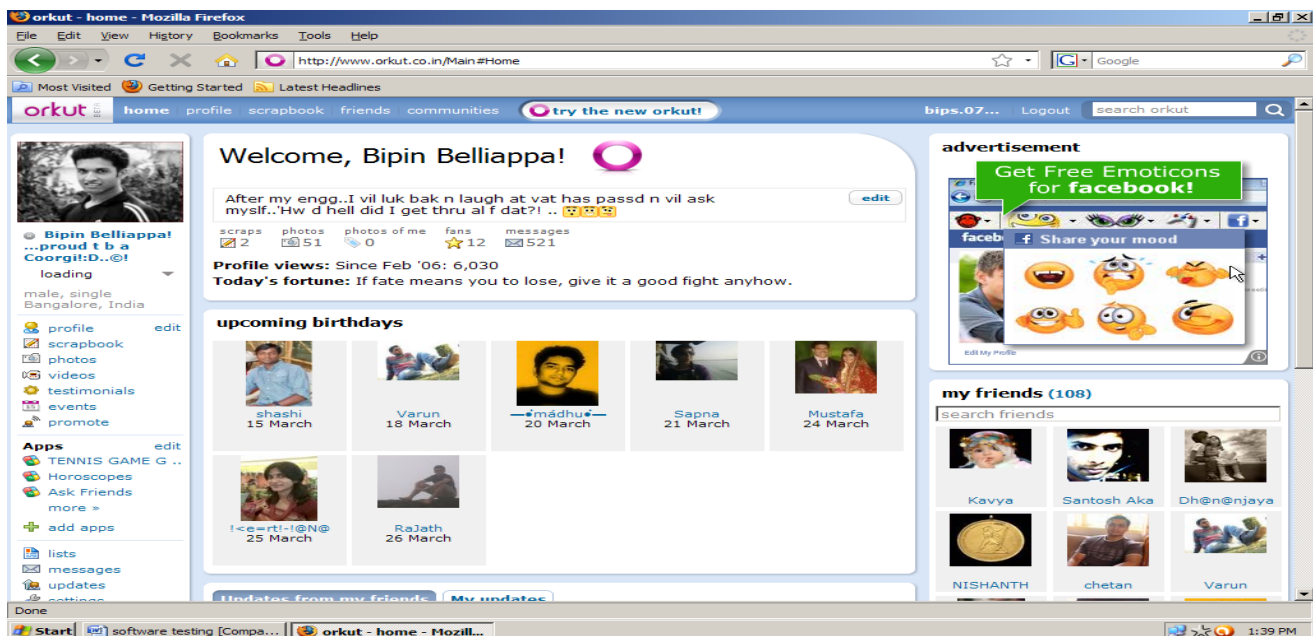 orkut - home - Mozilla Firefox
File Edit View History Bookmarks Tools Help
http://www.orkut.co.in/Main#Home
Google
Most Visited Getting Started Latest Headlines
orkut home profile scrapbook friends communities try the new orkut! bips.07... Logout search orkut
Welcome, Bipin Belliappa!
After my engg..I vil luk bak n laugh at vat has passd n vil ask
myslf..'Hw d hell did I get thru al f dat?! ..
edit
scraps photos photos of me fans messages
2 51 0 12 521
Profile views: Since Feb '06: 6,030
Today's fortune: If fate means you to lose, give it a good fight anyhow.
Bipin Belliappa!
...proud t b a
Coorgi!:D..©!
loading
male, single
Bangalore, India
profile edit
scrapbook
photos
videos
testimonials
events
promote
Apps edit
TENNIS GAME G ..
Horoscopes
Ask Friends
more »
add apps
lists
messages
updates
settings
upcoming birthdays
shashi
15 March
Varun
18 March
mádhu
20 March
Sapna
21 March
Mustafa
24 March
!<e=rt!-!@N@
25 March
RaJath
26 March
Updates from my friends My updates
advertisement
Get Free Emoticons
for facebook!
faceb
Share your mood
Edit My Profile
my friends (108)
search friends
Kavya Santosh Aka Dh@n@njaya
NISHANTH chetan Varun
Done
Start software testing [Compa... orkut - home - Mozill... 1:39 PM